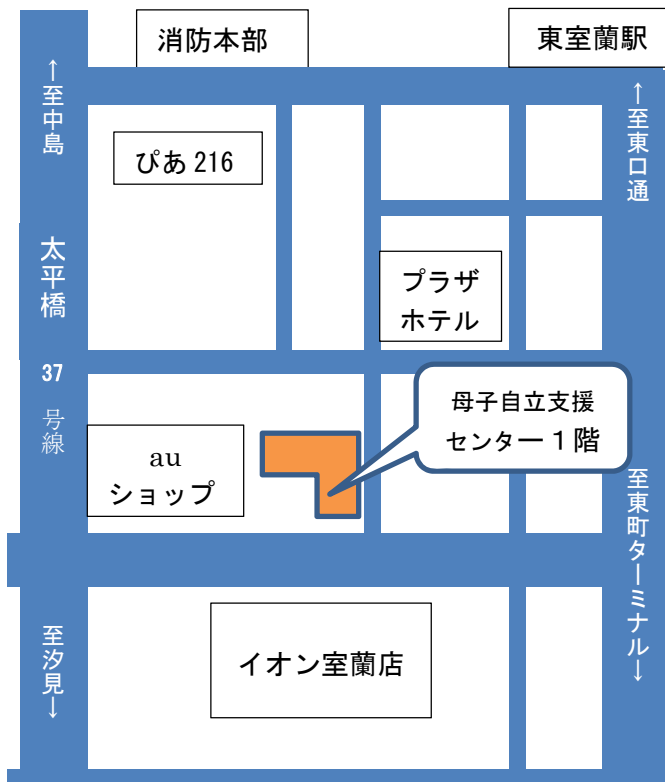 消防本部
東室蘭駅
←至中島
←至東口通
ぴあ 216
太平橋
プラザ
ホテル
37
号線
母子自立支援
センター１階
au
ショップ
至東町ターミナル→
至汐見→
イオン室蘭店